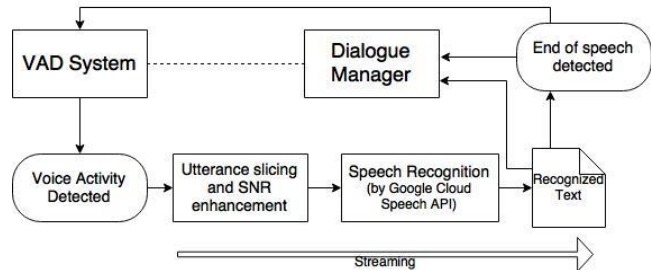 VAD System
Dialogue
Manager
End of speech
detected
Voice Activity
Detected
Utterance slicing
and SNR
enhancement
Speech Recognition
(by Google Cloud
Speech API)
Recognized
Text
Streaming